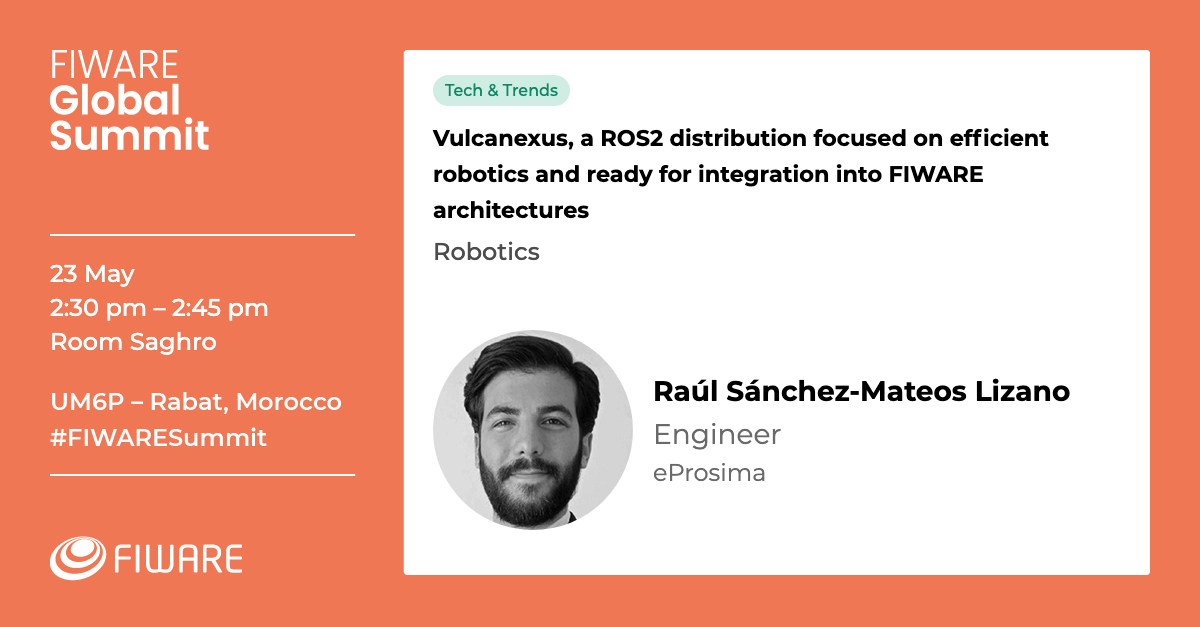 FIWARE
Global
Summit
23 May
2:30 pm – 2:45 pm
Room Saghro
UM6P – Rabat, Morocco
#FIWARESummit
FIWARE
Tech & Trends
Vulcanexus, a ROS2 distribution focused on efficient
robotics and ready for integration into FIWARE
architectures
Robotics
Raúl Sánchez-Mateos Lizano
Engineer
eProsima